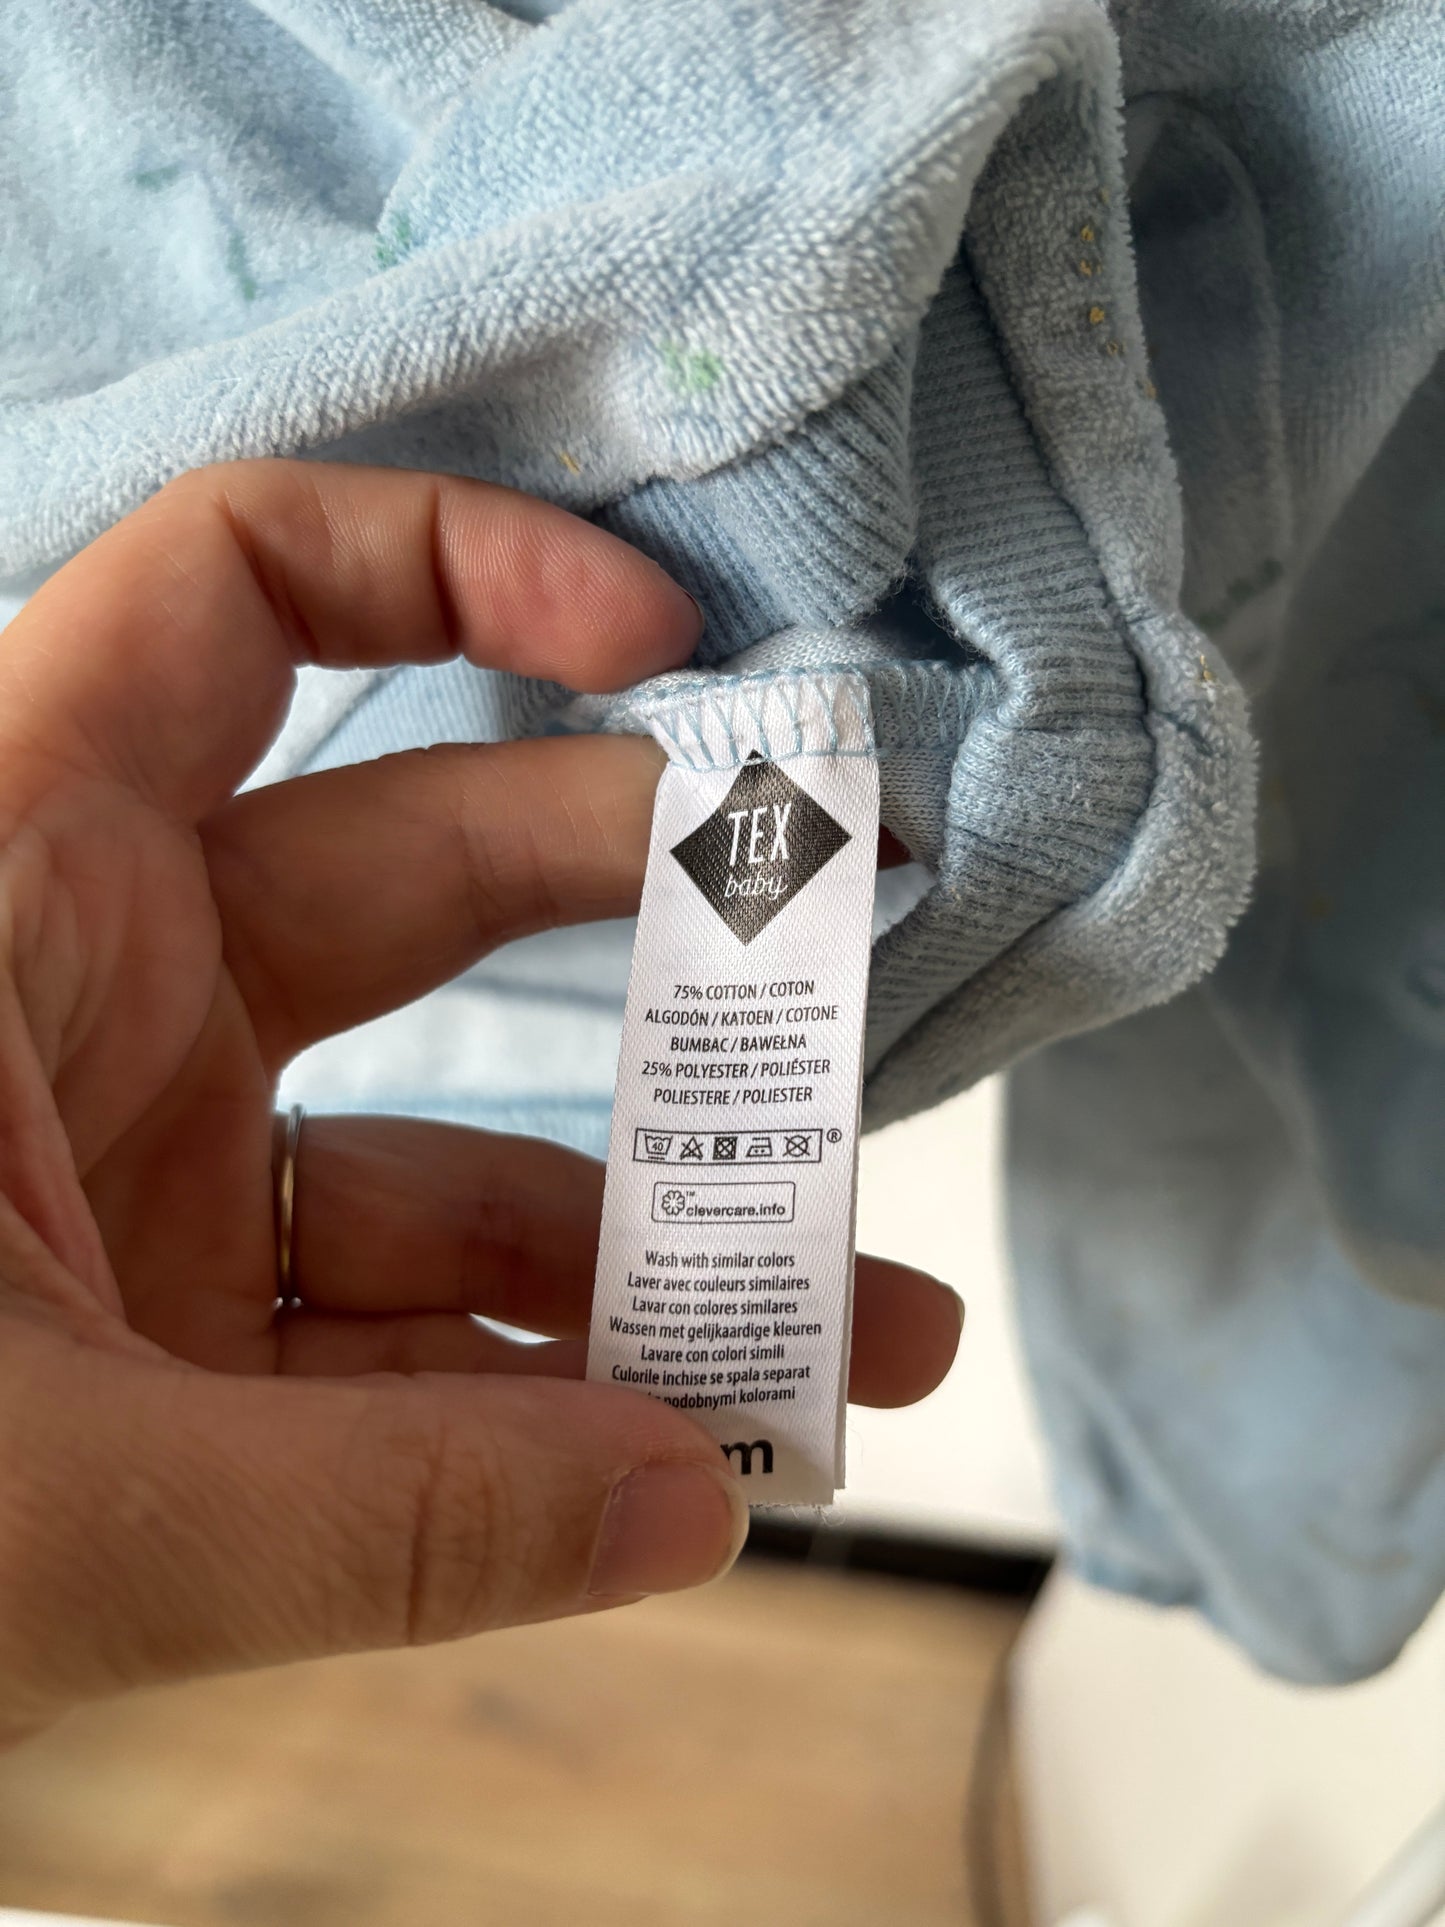 TEX
baby
75% COTTON / COTON
ALGODÓN / KATOEN / COTONE
BUMBAC / BAWEŁNA
25% POLYESTER / POLIÉSTER
POLIESTERE / POLIESTER
40
®
™
clevercare.info
Wash with similar colors
Laver avec couleurs similaires
Lavar con colores similares
Wassen met gelijkaardige kleuren
Lavare con colori simili
Culorile inchise se spala separat
podobnymi kolorami
m